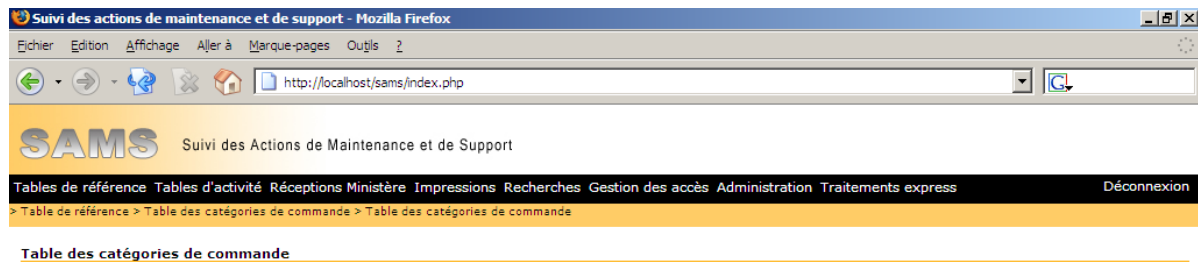 Suivi des actions de maintenance et de support - Mozilla Firefox
Fichier Edition Affichage Aller à Marque-pages Outils ?
http://localhost/sams/index.php G
SAMS Suivi des Actions de Maintenance et de Support
Tables de référence Tables d'activité Réceptions Ministère Impressions Recherches Gestion des accès Administration Traitements express Déconnexion
> Table de référence > Table des catégories de commande > Table des catégories de commande
Table des catégories de commande